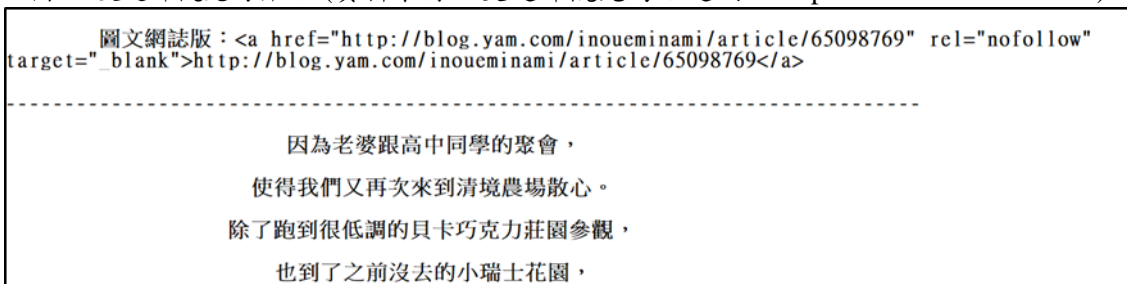 圖文網誌版：<a href="http://blog.yam.com/inoueminami/article/65098769" rel="nofollow"
target="_blank">http://blog.yam.com/inoueminami/article/65098769</a>
------------------------------------------------------------------------------
因為老婆跟高中同學的聚會，
使得我們又再次來到清境農場散心。
除了跑到很低調的貝卡巧克力莊園參觀，
也到了之前沒去的小瑞士花園，